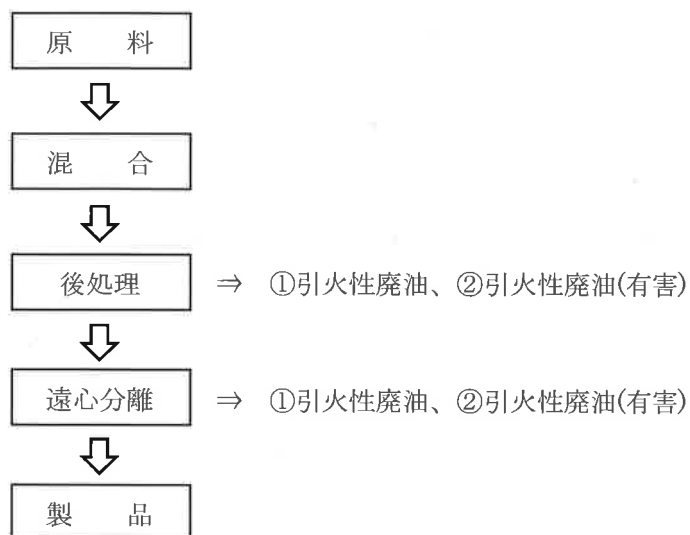 原　料
混　合
後処理 ⇒ ①引火性廃油、②引火性廃油(有害)
遠心分離 ⇒ ①引火性廃油、②引火性廃油(有害)
製　品